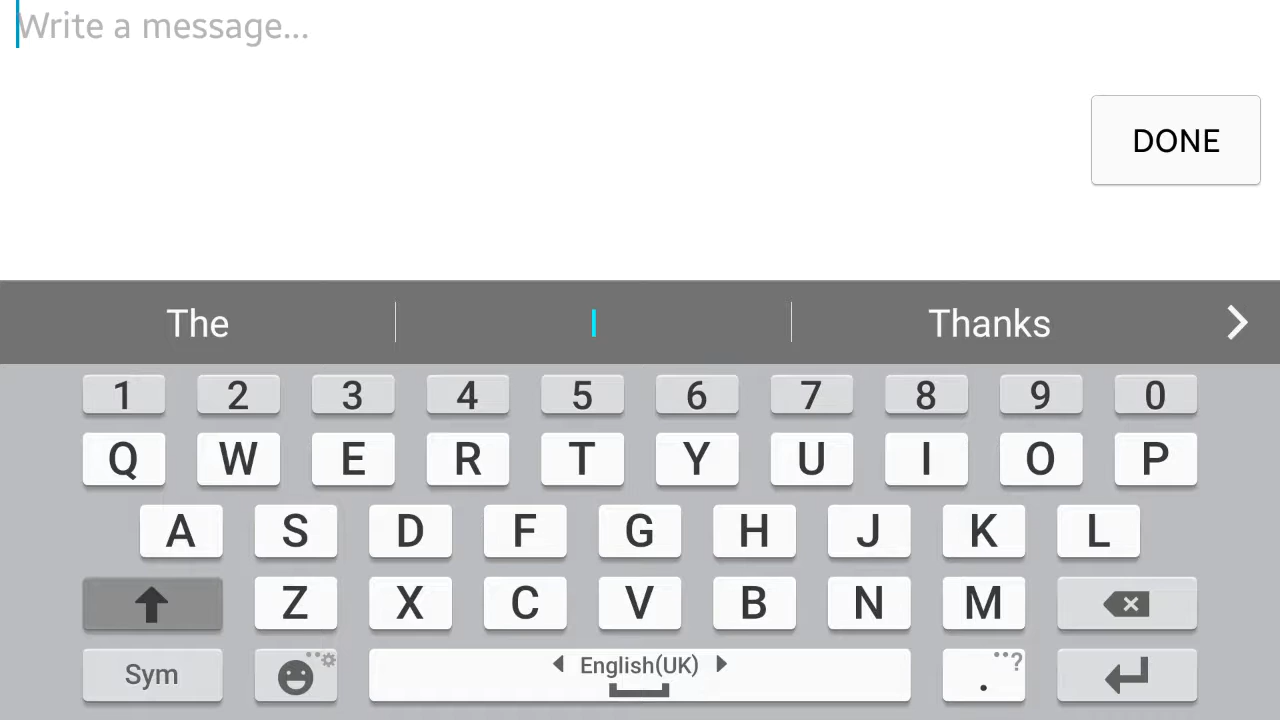 Write a message...
DONE
The I Thanks
1 2 3 4 5 6 7 8 9 0
Q W E R T Y U I O P
A S D F G H J K L
Z X C V B N M
Sym English(UK) . ?